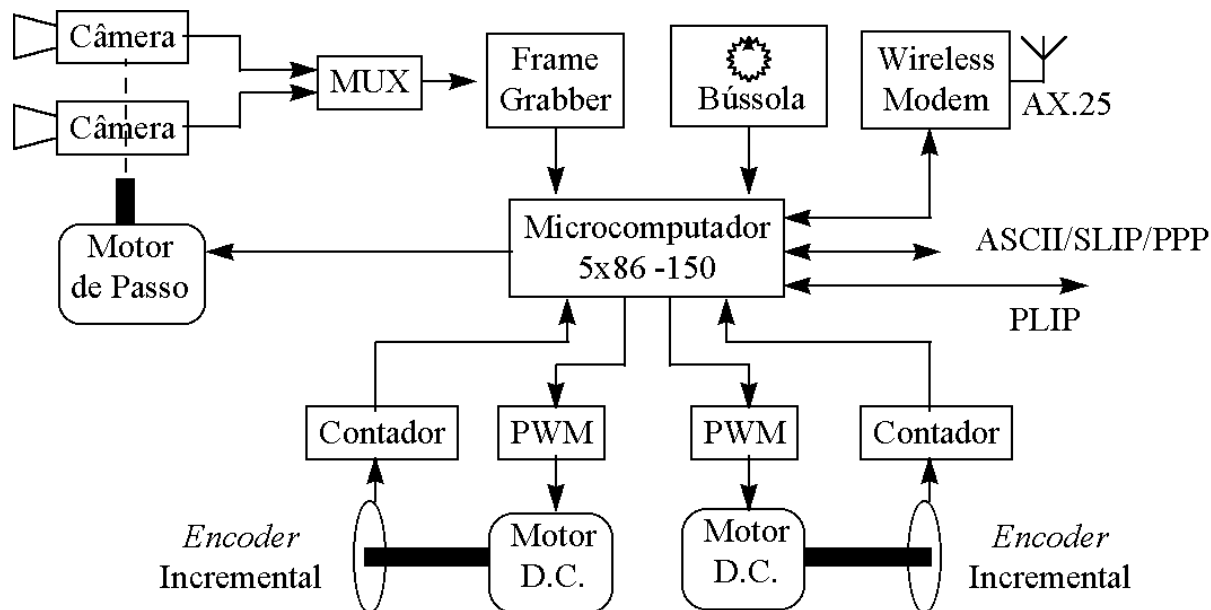 Câmera
Câmera
MUX
Frame
Grabber
Bússola
Wireless
Modem
AX.25
Motor
de Passo
Microcomputador
5x86 -150
ASCII/SLIP/PPP
PLIP
Contador
PWM
PWM
Contador
Encoder
Incremental
Motor
D.C.
Motor
D.C.
Encoder
Incremental